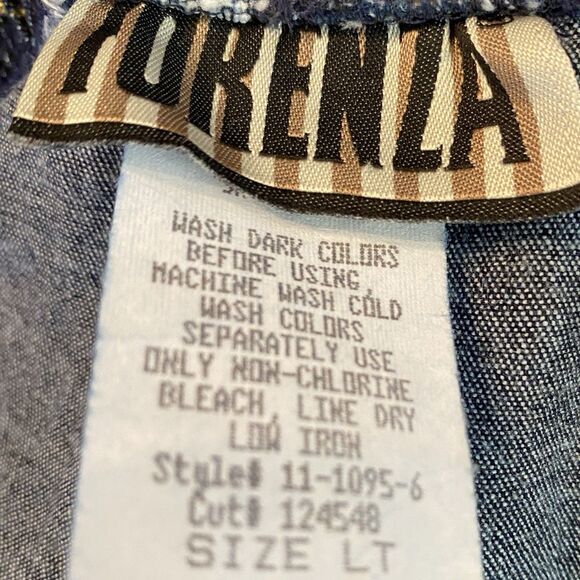 FORENZA
WASH DARK COLORS
BEFORE USING,
MACHINE WASH COLD
WASH COLORS
SEPARATELY USE
ONLY NON-CHLORINE
BLEACH, LINE DRY
LOW IRON
Style# 11-1095-6
Cut# 124548
SIZE LT